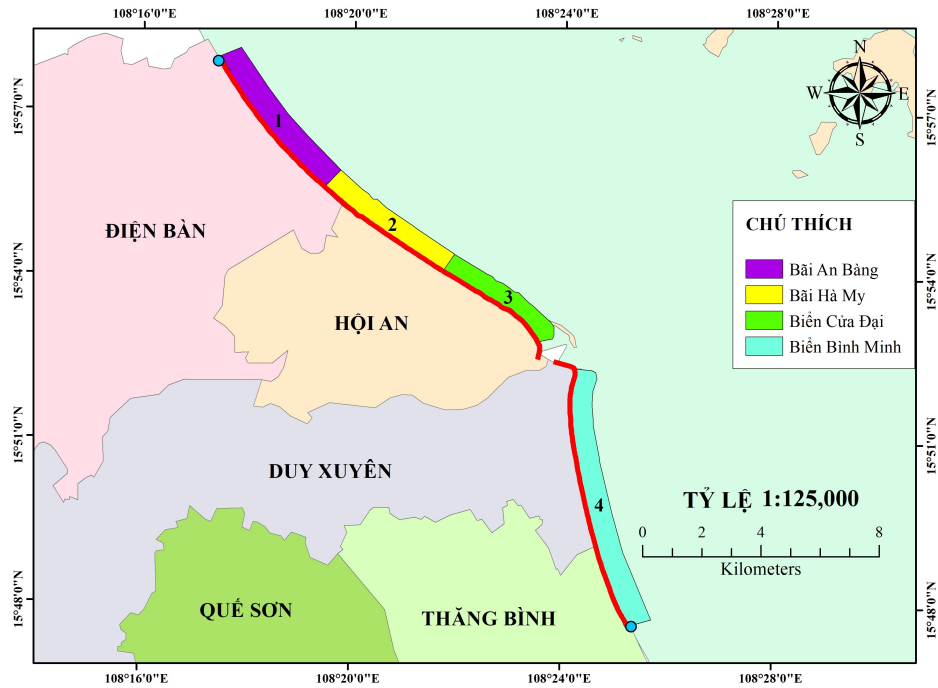 108°16'0"E
108°20'0"E
108°24'0"E
108°28'0"E
15°57'0"N
15°57'0"N
15°54'0"N
15°54'0"N
15°51'0"N
15°51'0"N
15°48'0"N
15°48'0"N
N
W
E
S
1
2
3
4
ĐIỆN BÀN
HỘI AN
DUY XUYÊN
QUẾ SƠN
THĂNG BÌNH
CHÚ THÍCH
Bãi An Bàng
Bãi Hà My
Biển Cửa Đại
Biển Bình Minh
TỶ LỆ 1:125,000
0 2 4 8
Kilometers
108°16'0"E
108°20'0"E
108°24'0"E
108°28'0"E